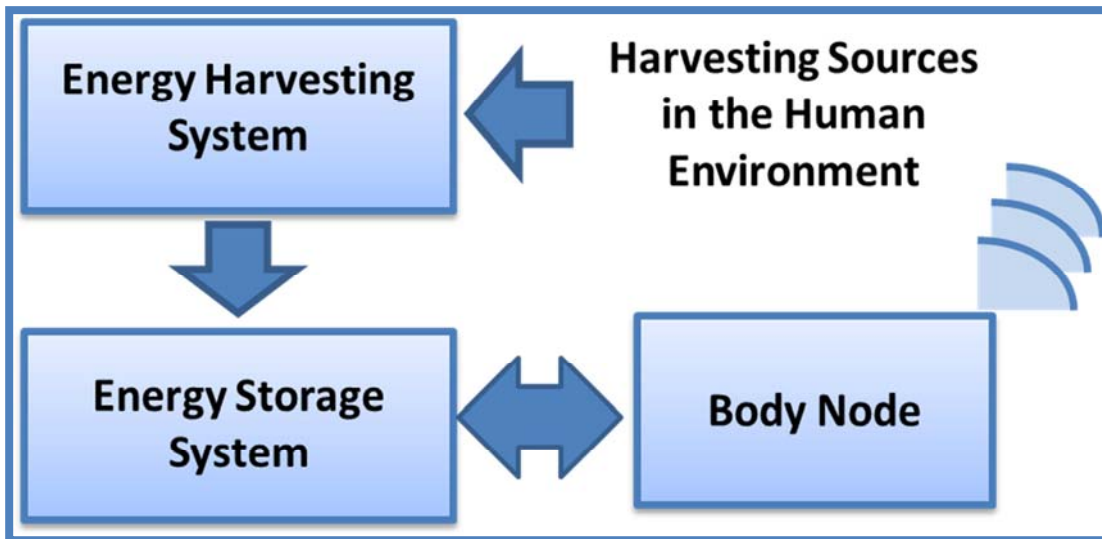 Energy Harvesting
System
Harvesting Sources
in the Human
Environment
Energy Storage
System
Body Node